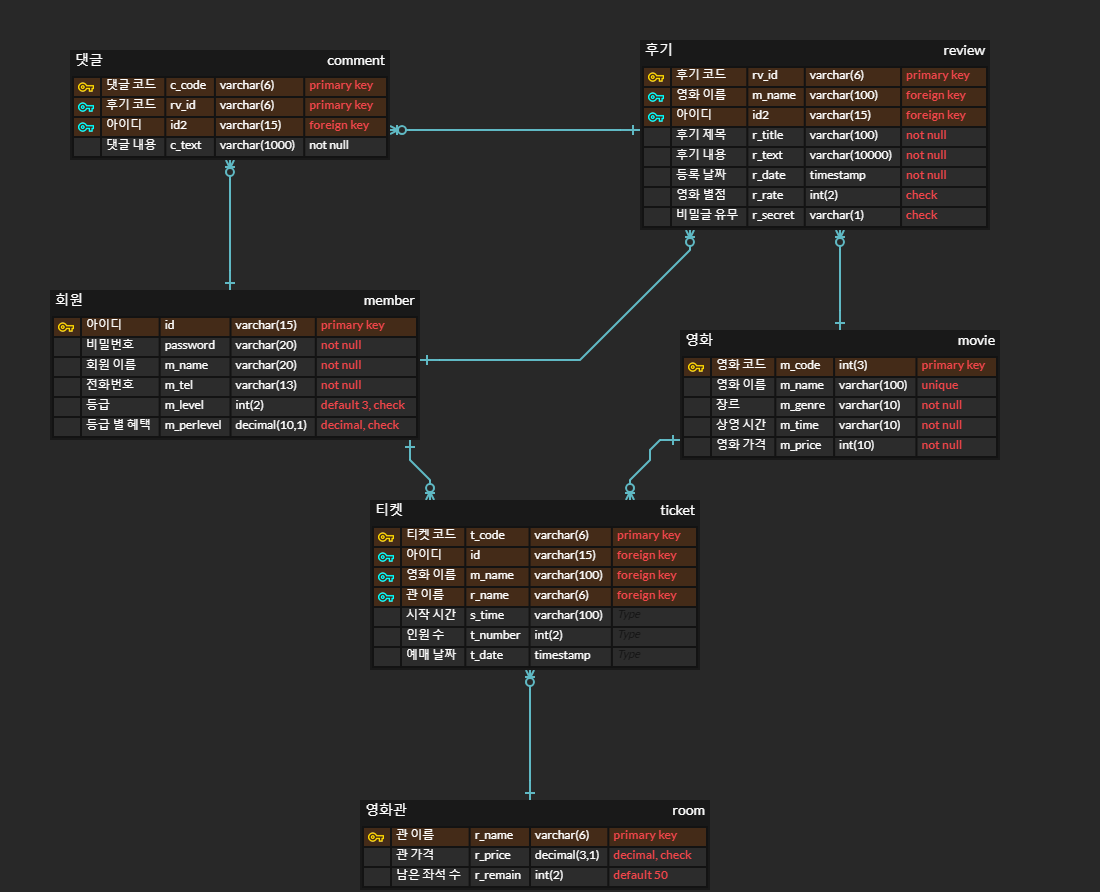 댓글 comment
댓글 코드 c_code varchar(6) primary key
후기 코드 rv_id varchar(6) primary key
아이디 id2 varchar(15) foreign key
댓글 내용 c_text varchar(1000) not null
후기 review
후기 코드 rv_id varchar(6) primary key
영화 이름 m_name varchar(100) foreign key
아이디 id2 varchar(15) foreign key
후기 제목 r_title varchar(100) not null
후기 내용 r_text varchar(10000) not null
등록 날짜 r_date timestamp not null
영화 별점 r_rate int(2) check
비밀글 유무 r_secret varchar(1) check
회원 member
아이디 id varchar(15) primary key
비밀번호 password varchar(20) not null
회원 이름 m_name varchar(20) not null
전화번호 m_tel varchar(13) not null
등급 m_level int(2) default 3, check
등급 별 혜택 m_perlevel decimal(10,1) decimal, check
영화 movie
영화 코드 m_code int(3) primary key
영화 이름 m_name varchar(100) unique
장르 m_genre varchar(10) not null
상영 시간 m_time varchar(10) not null
영화 가격 m_price int(10) not null
티켓 ticket
티켓 코드 t_code varchar(6) primary key
아이디 id varchar(15) foreign key
영화 이름 m_name varchar(100) foreign key
관 이름 r_name varchar(6) foreign key
시작 시간 s_time varchar(100) Type
인원 수 t_number int(2) Type
예매 날짜 t_date timestamp Type
영화관 room
관 이름 r_name varchar(6) primary key
관 가격 r_price decimal(3,1) decimal, check
남은 좌석 수 r_remain int(2) default 50